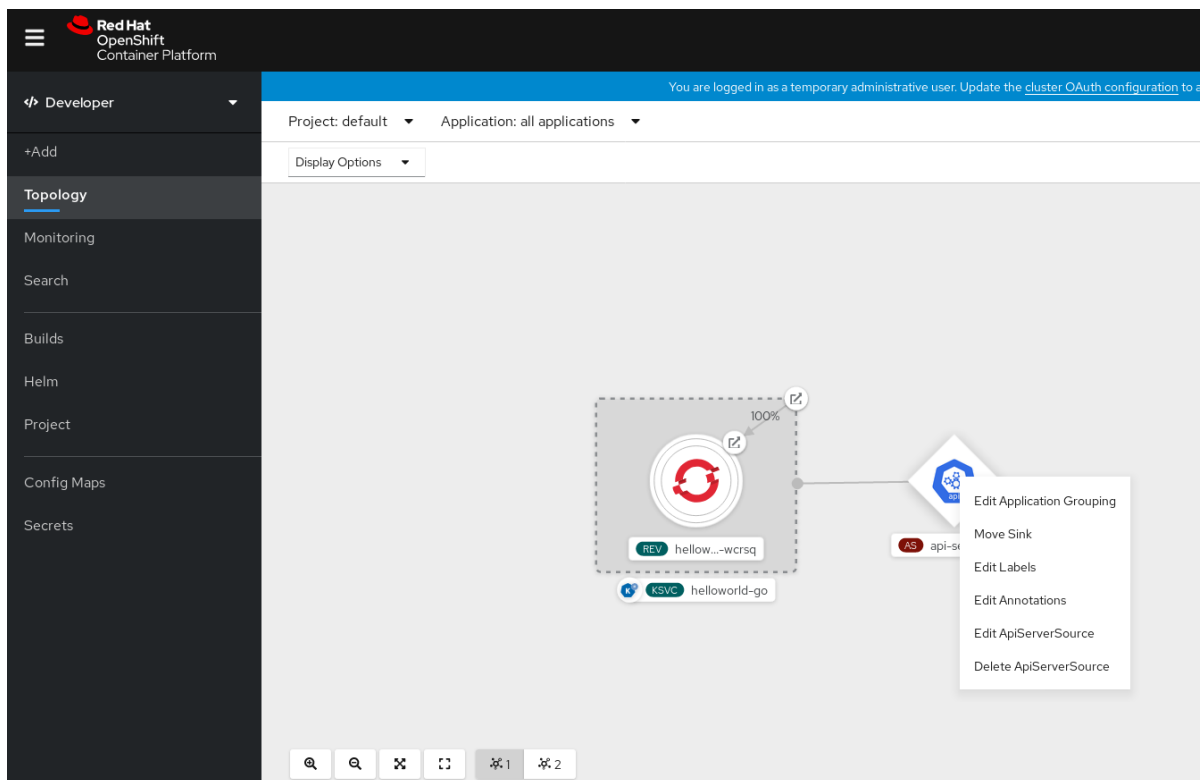 Red Hat
OpenShift
Container Platform
Developer
You are logged in as a temporary administrative user. Update the cluster OAuth configuration to
Project: default
Application: all applications
+Add
Display Options
Topology
Monitoring
Search
Builds
Helm
Project
Config Maps
Secrets
100%
REV hellow...-wcrsq
KSVC helloworld-go
api
AS api-se
Edit Application Grouping
Move Sink
Edit Labels
Edit Annotations
Edit ApiServerSource
Delete ApiServerSource
1
2